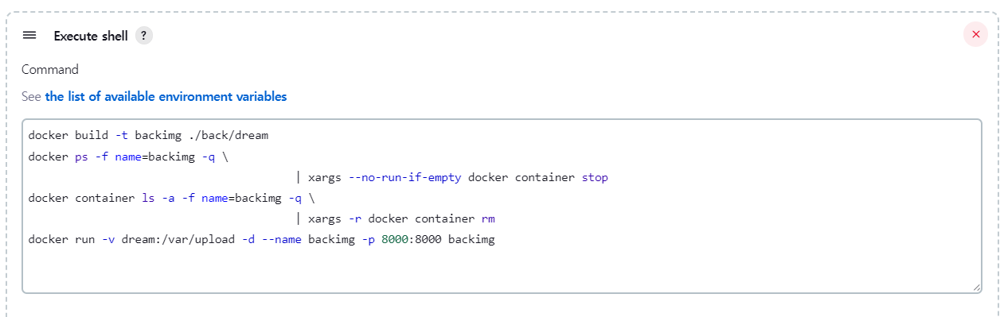 Execute shell ?
Command
See the list of available environment variables
docker build -t backimg ./back/dream
docker ps -f name=backimg -q \
| xargs --no-run-if-empty docker container stop
docker container ls -a -f name=backimg -q \
| xargs -r docker container rm
docker run -v dream:/var/upload -d --name backimg -p 8000:8000 backimg